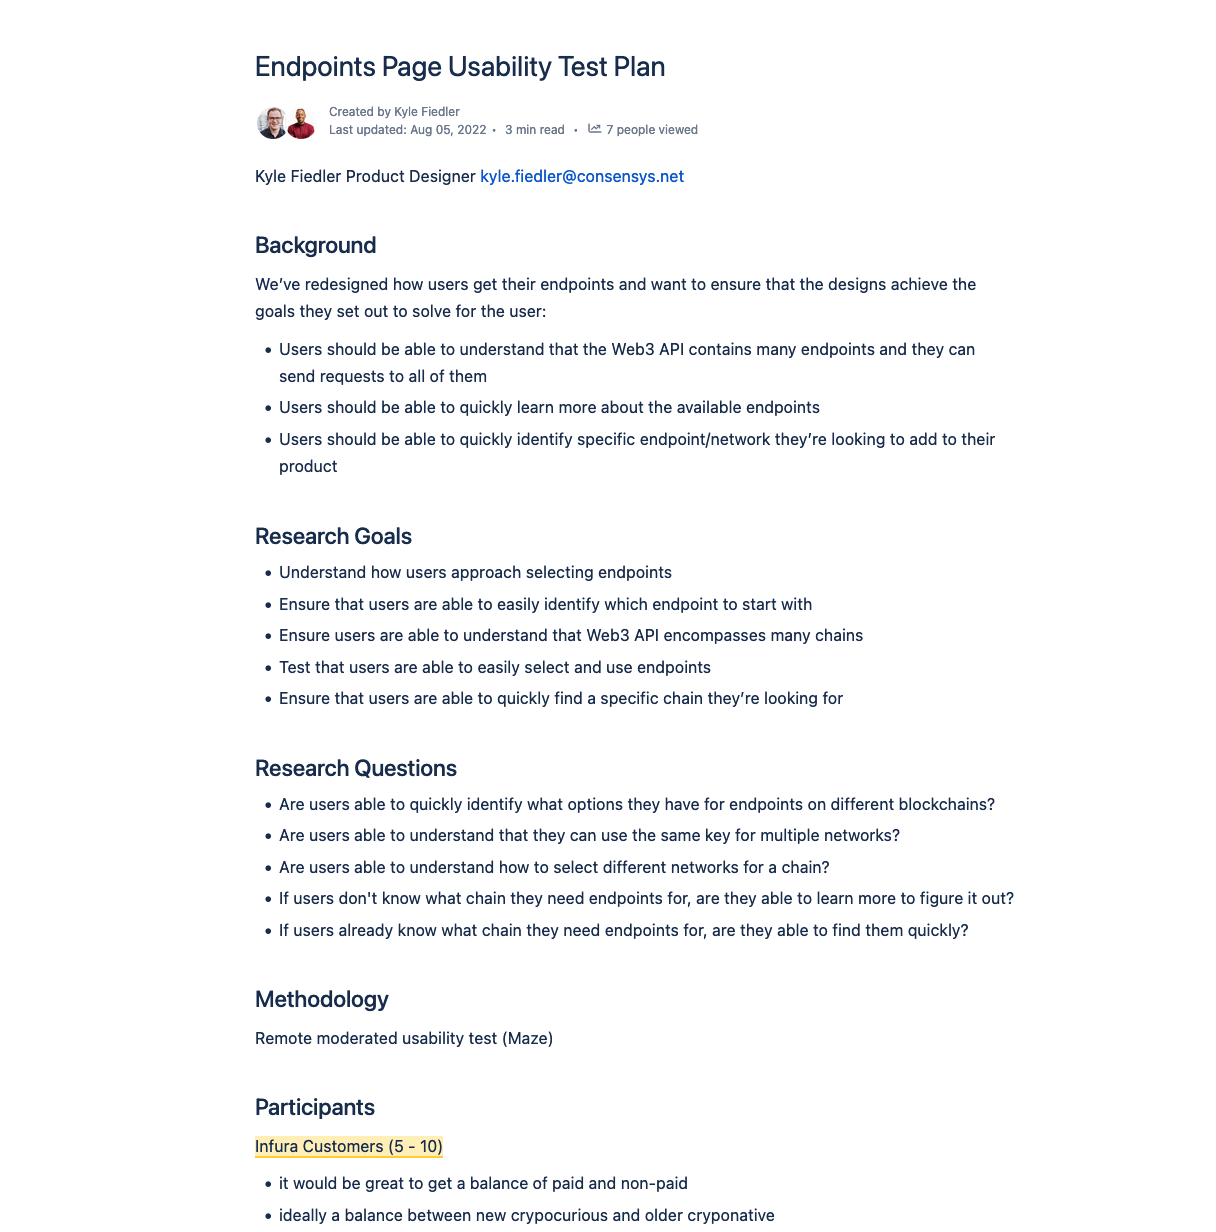 Endpoints Page Usability Test Plan
Created by Kyle Fiedler
Last updated: Aug 05, 2022 • 3 min read • 7 people viewed
Kyle Fiedler Product Designer kyle.fiedler@consensys.net
Background
We’ve redesigned how users get their endpoints and want to ensure that the designs achieve the
goals they set out to solve for the user:
• Users should be able to understand that the Web3 API contains many endpoints and they can
send requests to all of them
• Users should be able to quickly learn more about the available endpoints
• Users should be able to quickly identify specific endpoint/network they’re looking to add to their
product
Research Goals
• Understand how users approach selecting endpoints
• Ensure that users are able to easily identify which endpoint to start with
• Ensure users are able to understand that Web3 API encompasses many chains
• Test that users are able to easily select and use endpoints
• Ensure that users are able to quickly find a specific chain they’re looking for
Research Questions
• Are users able to quickly identify what options they have for endpoints on different blockchains?
• Are users able to understand that they can use the same key for multiple networks?
• Are users able to understand how to select different networks for a chain?
• If users don't know what chain they need endpoints for, are they able to learn more to figure it out?
• If users already know what chain they need endpoints for, are they able to find them quickly?
Methodology
Remote moderated usability test (Maze)
Participants
Infura Customers (5 - 10)
• it would be great to get a balance of paid and non-paid
• ideally a balance between new crypocurious and older cryponative